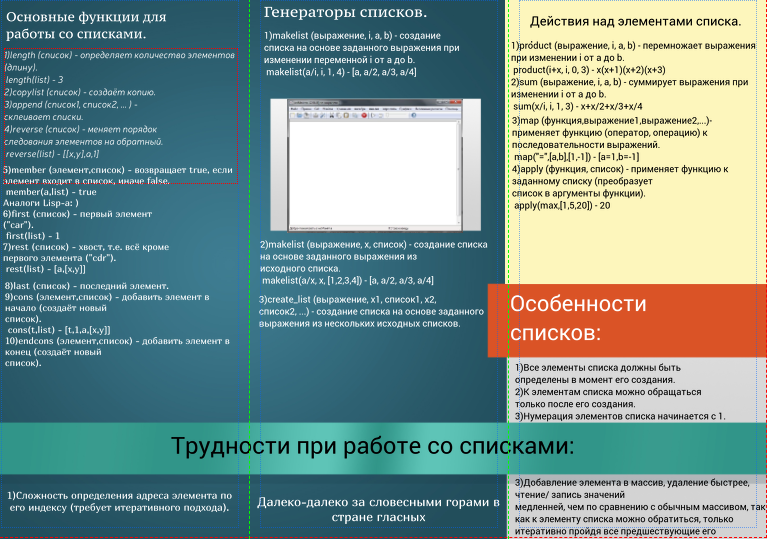 Основные функции для
работы со списками.
1)length (список) - определяет количество элементов
(длину).
length(list) - 3
2)copylist (список) - создаёт копию.
3)append (список1, список2, ... ) -
склеивает списки.
4)reverse (список) - меняет порядок
следования элементов на обратный.
reverse(list) - [[x,y],a,1]
5)member (элемент,список) - возвращает true, если
элемент входит в список, иначе false.
member(a,list) - true
Аналоги Lisp-а: )
6)first (список) - первый элемент
("car").
first(list) - 1
7)rest (список) - хвост, т.е. всё кроме
первого элемента ("cdr").
rest(list) - [a,[x,y]]
8)last (список) - последний элемент.
9)cons (элемент,список) - добавить элемент в
начало (создаёт новый
список).
cons(t,list) - [t,1,a,[x,y]]
10)endcons (элемент,список) - добавить элемент в
конец (создаёт новый
список).
Генераторы списков.
1)makelist (выражение, i, a, b) - создание
списка на основе заданного выражения при
изменении переменной i от a до b.
makelist(a/i, i, 1, 4) - [a, a/2, a/3, a/4]
2)makelist (выражение, x, список) - создание списка
на основе заданного выражения из
исходного списка.
makelist(a/x, x, [1,2,3,4]) - [a, a/2, a/3, a/4]
3)create_list (выражение, x1, список1, x2,
список2, ...) - создание списка на основе заданного
выражения из нескольких исходных списков.
Действия над элементами списка.
1)product (выражение, i, a, b) - перемножает выражения
при изменении i от a до b.
product(i+x, i, 0, 3) - x(x+1)(x+2)(x+3)
2)sum (выражение, i, a, b) - суммирует выражения при
изменении i от a до b.
sum(x/i, i, 1, 3) - x+x/2+x/3+x/4
3)map (функция,выражение1,выражение2,...)-
применяет функцию (оператор, операцию) к
последовательности выражений.
map("=",[a,b],[1,-1]) - [a=1,b=-1]
4)apply (функция, список) - применяет функцию к
заданному списку (преобразует
список в аргументы функции).
apply(max,[1,5,20]) - 20
Особенности
списков:
1)Все элементы списка должны быть
определены в момент его создания.
2)К элементам списка можно обращаться
только после его создания.
3)Нумерация элементов списка начинается с 1.
Трудности при работе со списками:
1)Сложность определения адреса элемента по
его индексу (требует итеративного подхода).
Далеко-далеко за словесными горами в
стране гласных
3)Добавление элемента в массив, удаление быстрее,
чтение/ запись значений
медленней, чем по сравнению с обычным массивом, так
как к элементу списка можно обратиться, только
итеративно пройдя все предшествующие его